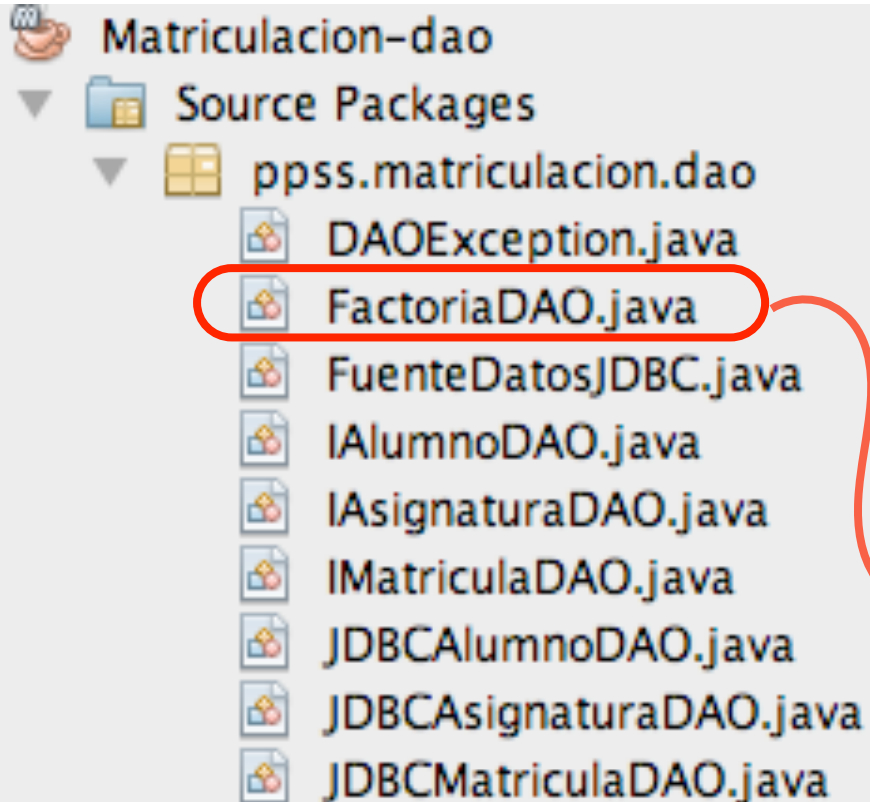 Matriculacion-dao
Source Packages
ppss.matriculacion.dao
DAOException.java
FactoriaDAO.java
FuenteDatosJDBC.java
IAlumnoDAO.java
IAsignaturaDAO.java
IMatriculaDAO.java
JDBCAlumnoDAO.java
JDBCAsignaturaDAO.java
JDBCMatriculaDAO.java